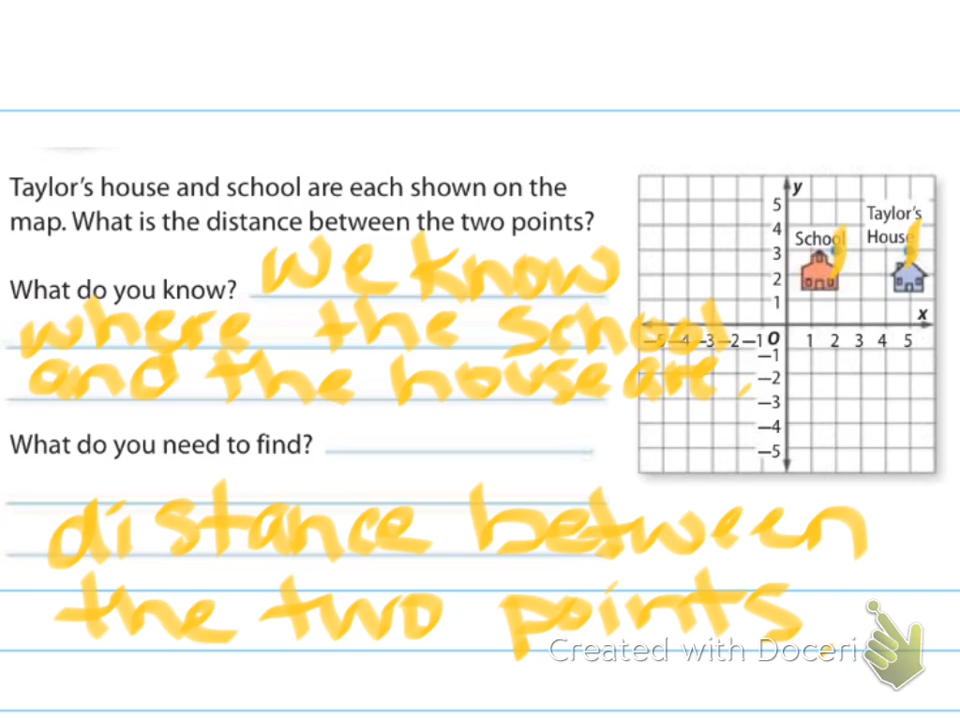 Taylor's house and school are each shown on the
map. What is the distance between the two points?
What do you know? we know
where the school
and the house are.
What do you need to find?
distance between
the two points.
y
5
4
3
2
1
School
Taylor's
House
x
−5 −4 −3 −2 −1 O 1 2 3 4 5
−1
−2
−3
−4
−5
Created with Doceri